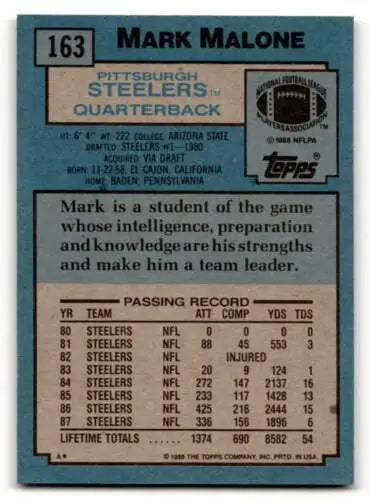 163 MARK MALONE
PITTSBURGH
STEELERS TM
QUARTERBACK
NATIONAL FOOTBALL LEAGUE
PLAYERS ASSOCIATION
© 1988 NFLPA
TOPPS®
HT: 6' 4" WT: 222 COLLEGE: ARIZONA STATE
DRAFTED: STEELERS #1-1980
ACQUIRED: VIA DRAFT
BORN: 11-22-58, EL CAJON, CALIFORNIA
HOME: BADEN, PENNSYLVANIA
Mark is a student of the game
whose intelligence, preparation
and knowledge are his strengths
and make him a team leader.
PASSING RECORD
YR TEAM ATT COMP YDS TDS
80 STEELERS NFL 0 0 0 0
81 STEELERS NFL 88 45 553 3
82 STEELERS NFL INJURED
83 STEELERS NFL 20 9 124 1
84 STEELERS NFL 272 147 2137 16
85 STEELERS NFL 233 117 1428 13
86 STEELERS NFL 425 216 2444 15
87 STEELERS NFL 336 156 1896 6
LIFETIME TOTALS ...... 1374 690 8582 54
A* © 1988 THE TOPPS COMPANY, INC. PRTD. IN U.S.A.